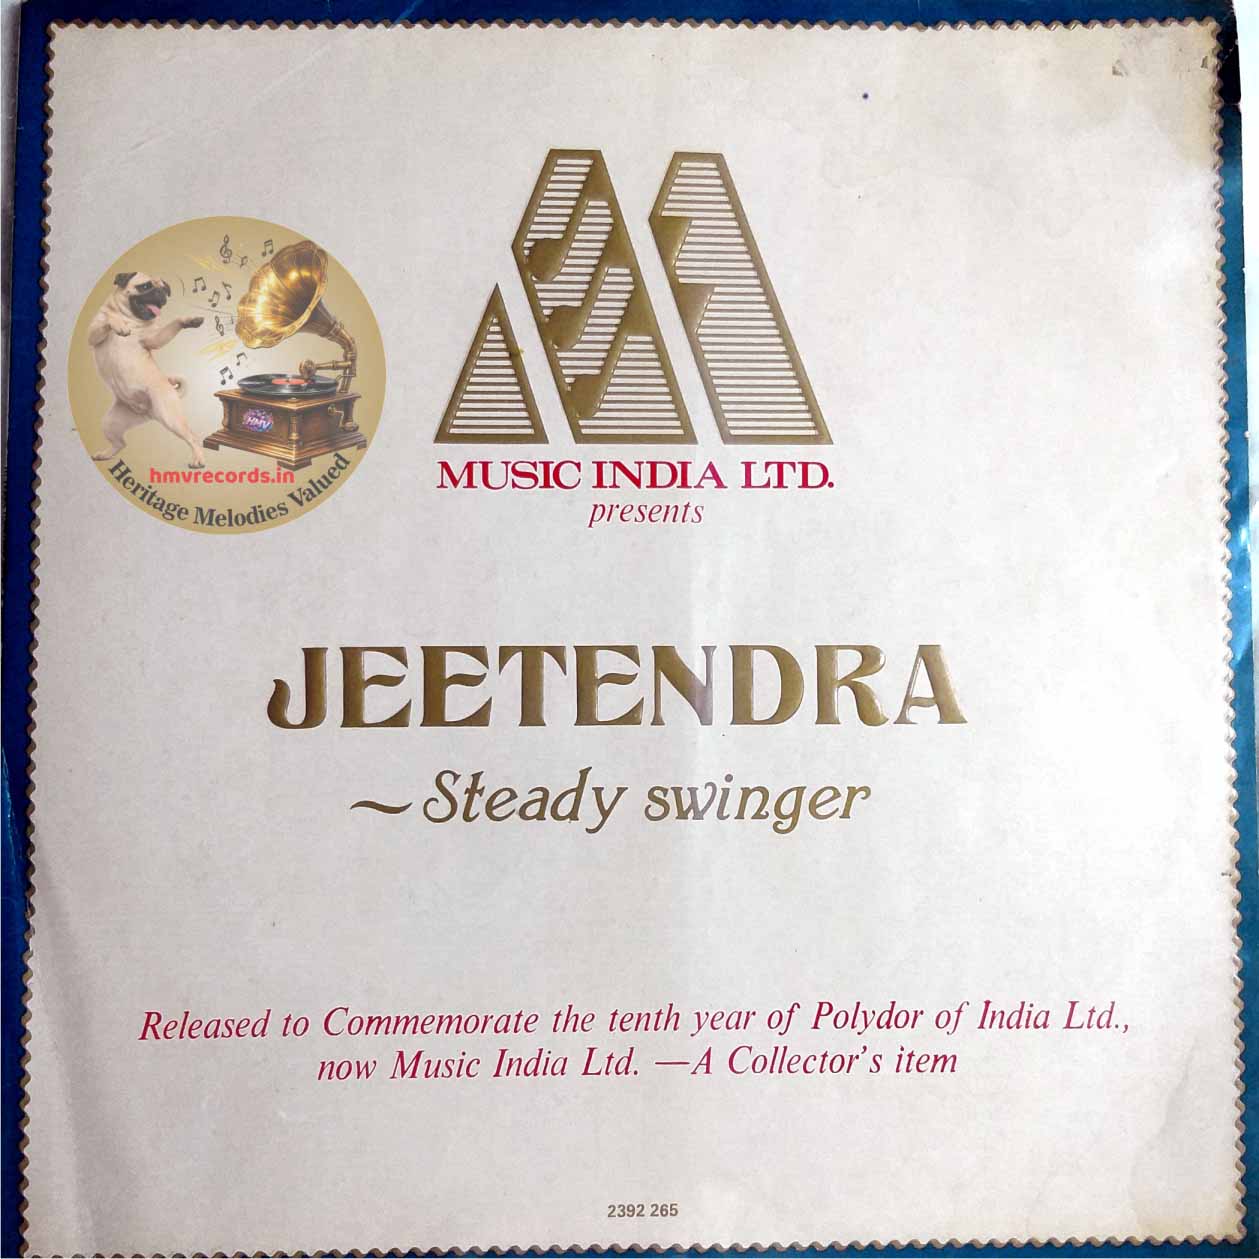 HMV
hmvrecords.in
Heritage Melodies Valued
MUSIC INDIA LTD.
presents
JEETENDRA
~Steady swinger
Released to Commemorate the tenth year of Polydor of India Ltd.,
now Music India Ltd. —A Collector's item
2392 265